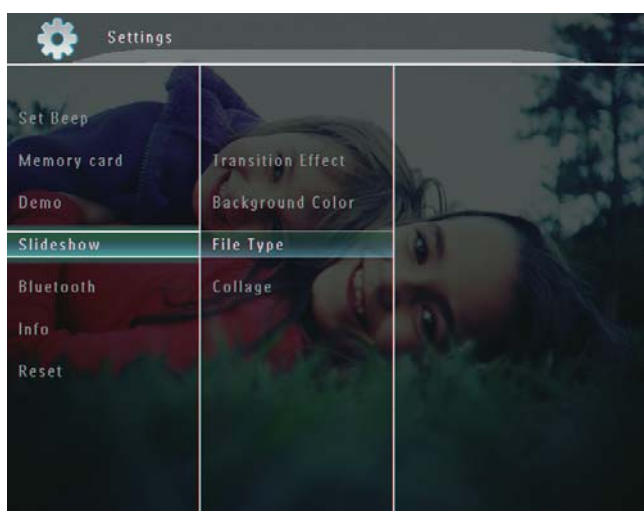 Settings
Set Beep
Memory card
Demo
Slideshow
Bluetooth
Info
Reset
Transition Effect
Background Color
File Type
Collage